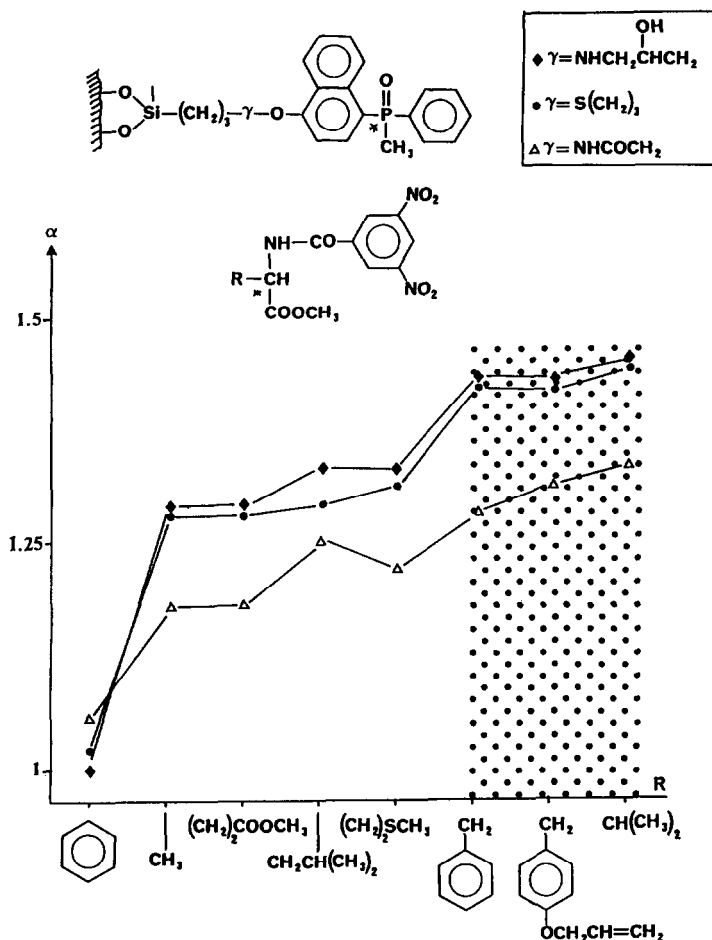 OH
γ=NHCH₂CHCH₂
γ=S(CH₂)₃
γ=NHCOCH₂
O
O
Si
(CH₂)₃
γ
O
O
P
*
CH₃
NO₂
NH
CO
R
CH
*
NO₂
COOCH₃
α
1.5
1.25
1
R
CH₃
(CH₂)₂COOCH₃
CH₂CH(CH₃)₂
(CH₂)₂SCH₃
CH₂
CH₂
CH(CH₃)₂
OCH₂CH=CH₂